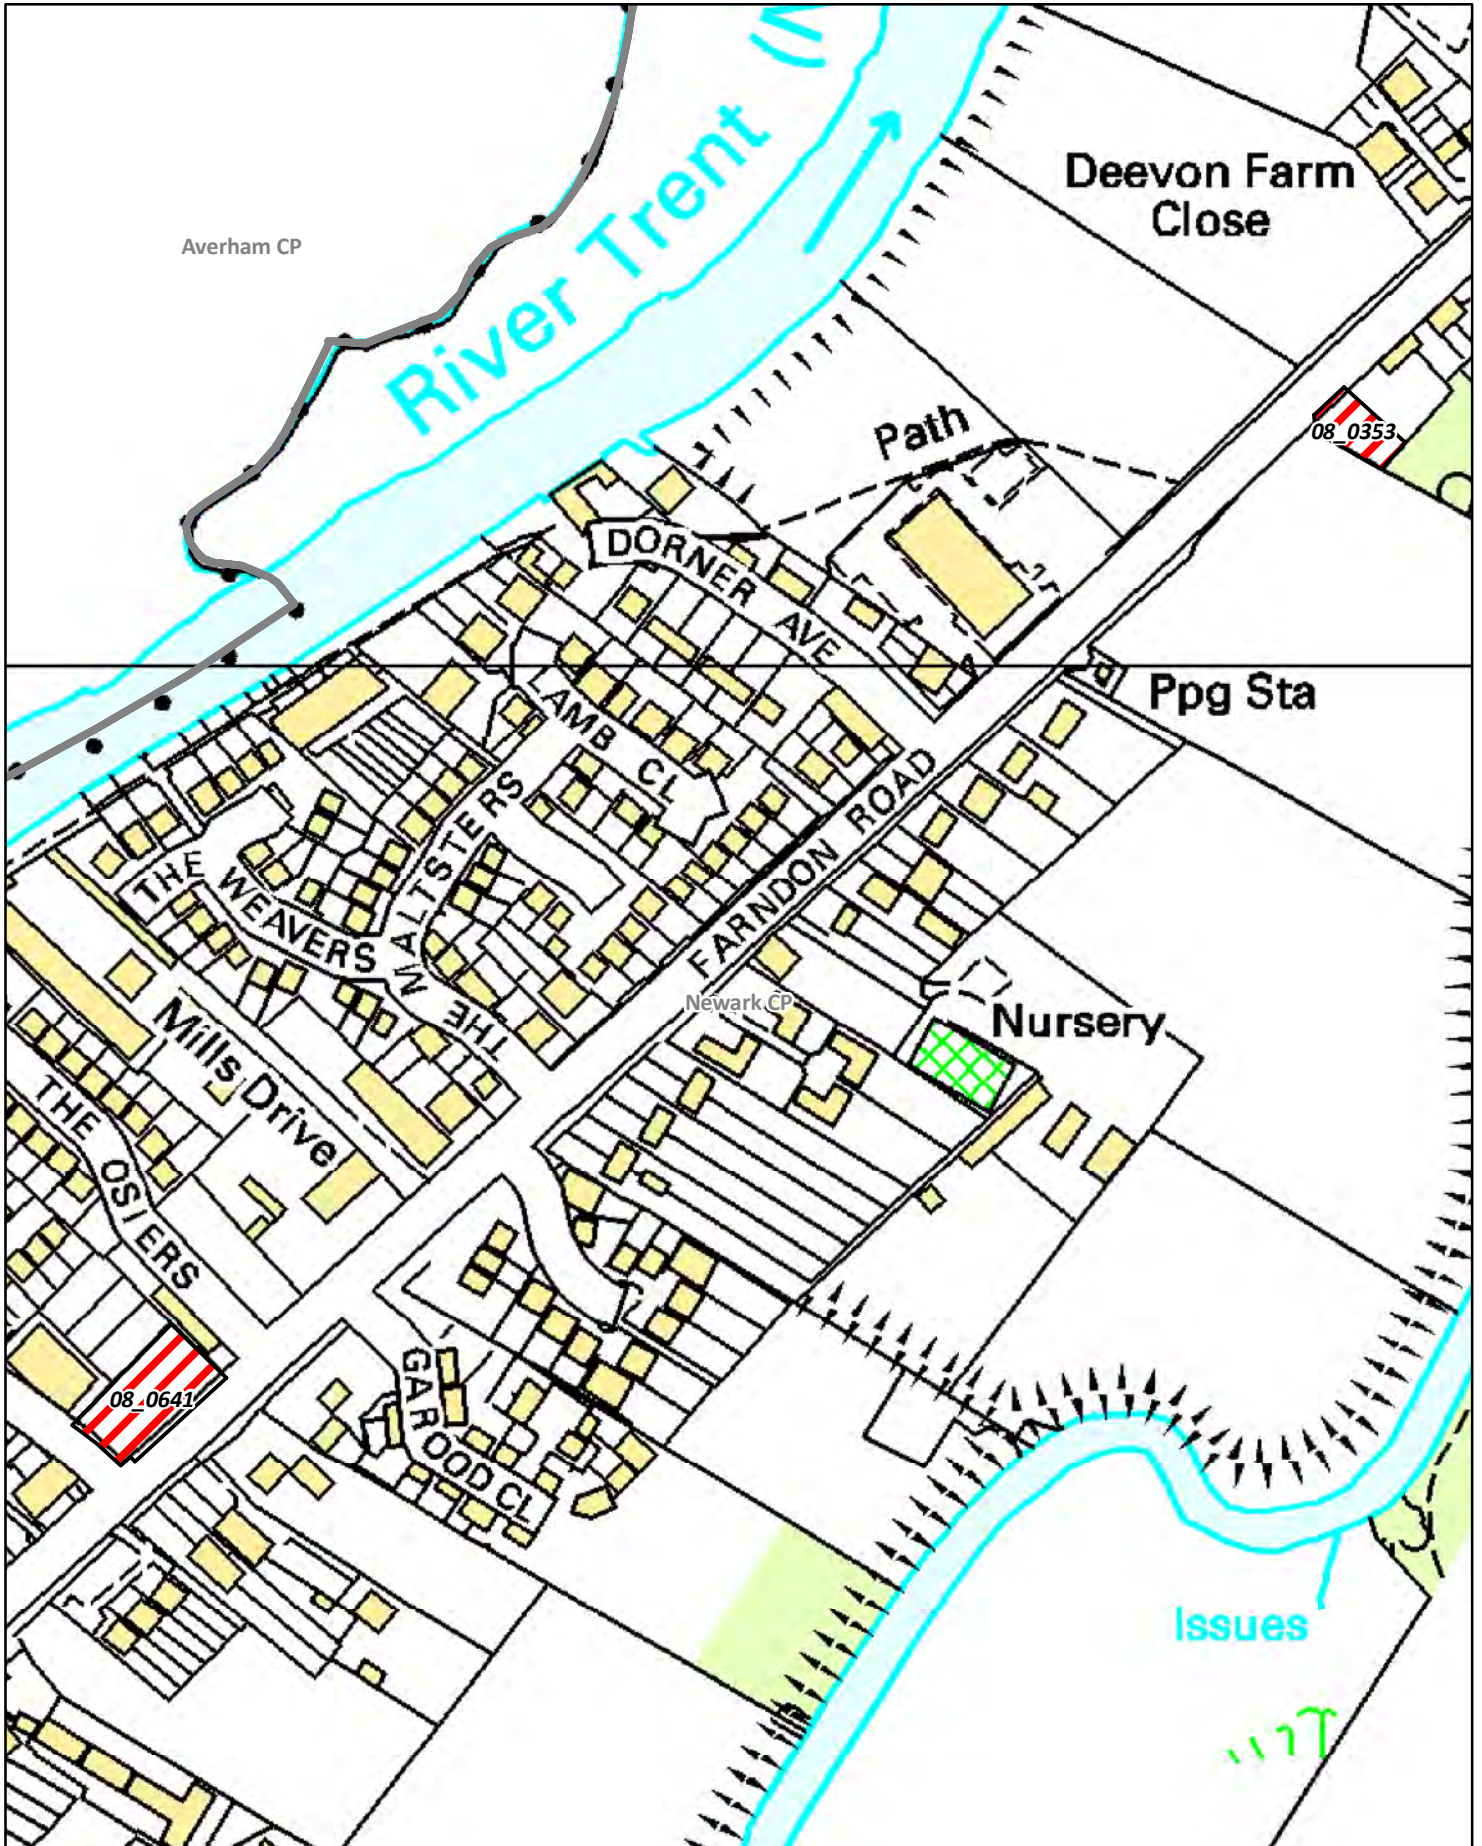 (N
Deevon Farm
Close
Averham CP
River Trent
Path
08_0353
DORNER AVE
Ppg Sta
LAMB CL
THE MALTSTERS
THE WEAVERS
FARNDON ROAD
Newark CP
Nursery
Mills Drive
THE OSIERS
08_0641
GAROOD CL
Issues